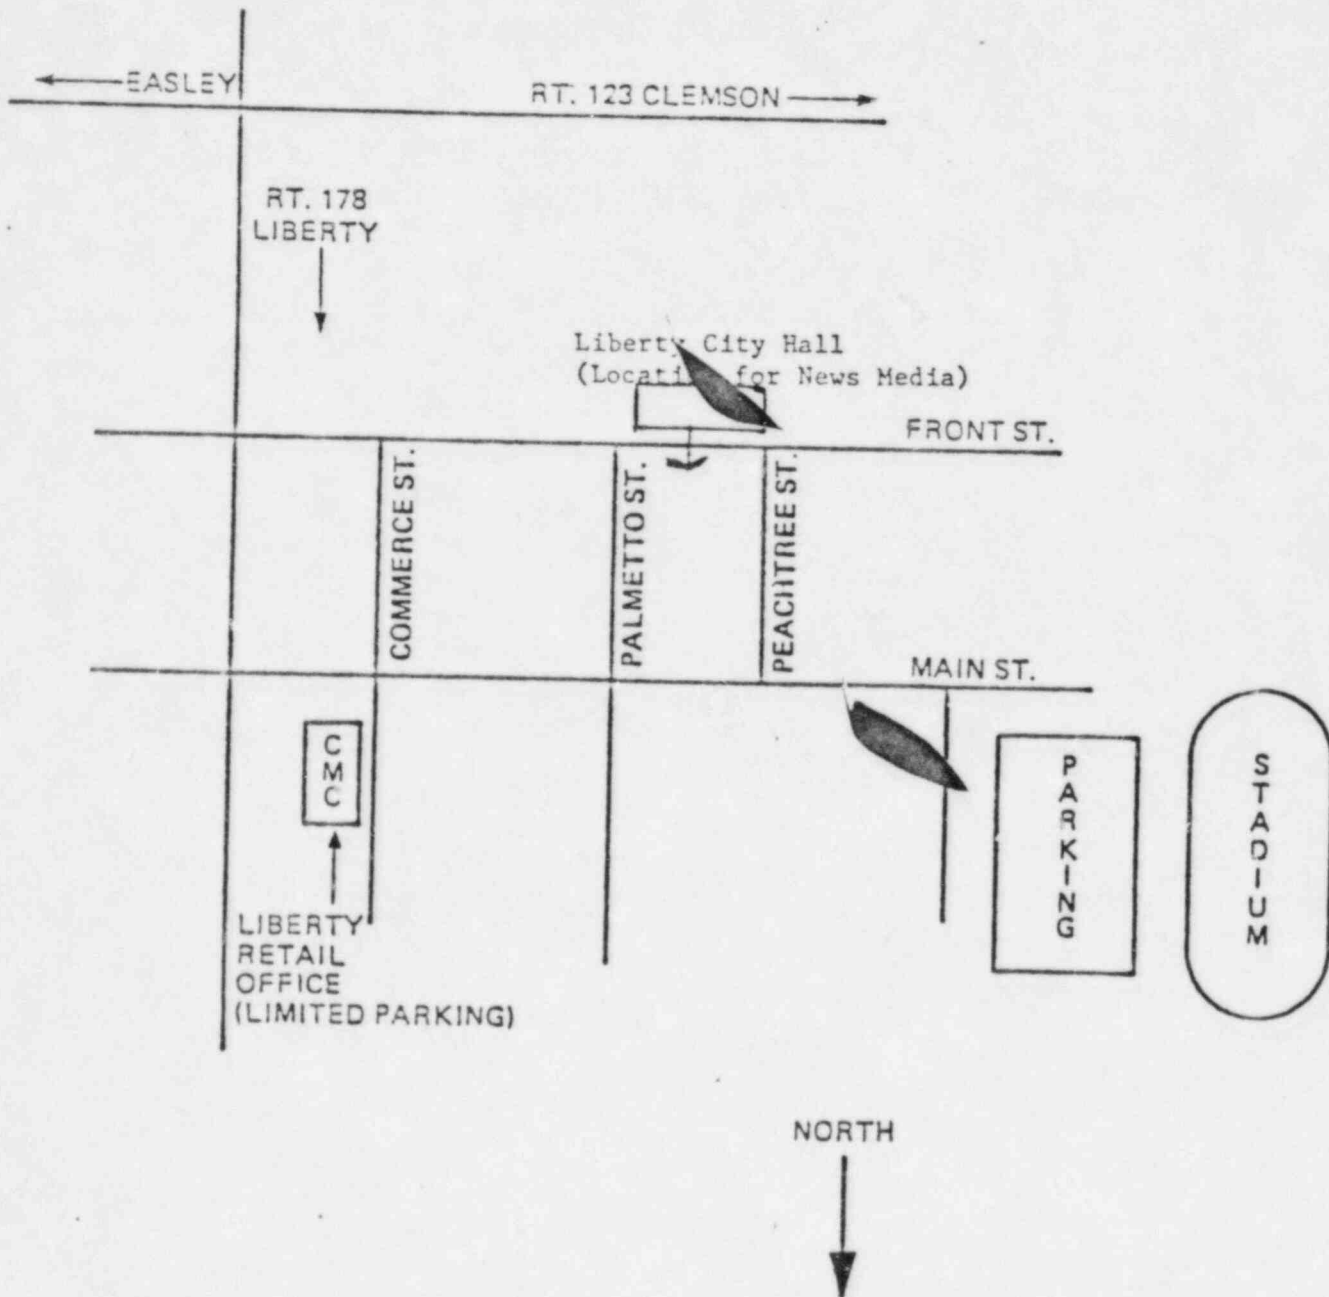 EASLEY
RT. 123 CLEMSON
RT. 178
LIBERTY
Liberty City Hall
(Location for News Media)
FRONT ST.
COMMERCE ST.
PALMETTO ST.
PEACHTREE ST.
MAIN ST.
CMC
PARKING
STADIUM
LIBERTY
RETAIL
OFFICE
(LIMITED PARKING)
NORTH